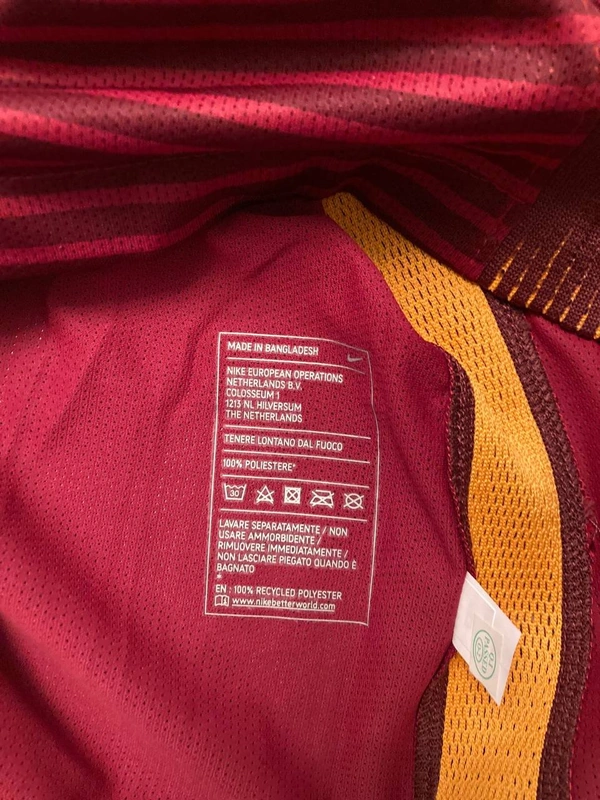 MADE IN BANGLADESH
NIKE EUROPEAN OPERATIONS
NETHERLANDS B.V.
COLOSSEUM 1
1213 NL HILVERSUM
THE NETHERLANDS
TENERE LONTANO DAL FUOCO
100% POLIESTERE*
30
LAVARE SEPARATAMENTE / NON
USARE AMMORBIDENTE /
RIMUOVERE IMMEDIATAMENTE /
NON LASCIARE PIEGATO QUANDO È
BAGNATO
*
EN : 100% RECYCLED POLYESTER
www.nikebetterworld.com
PASSED